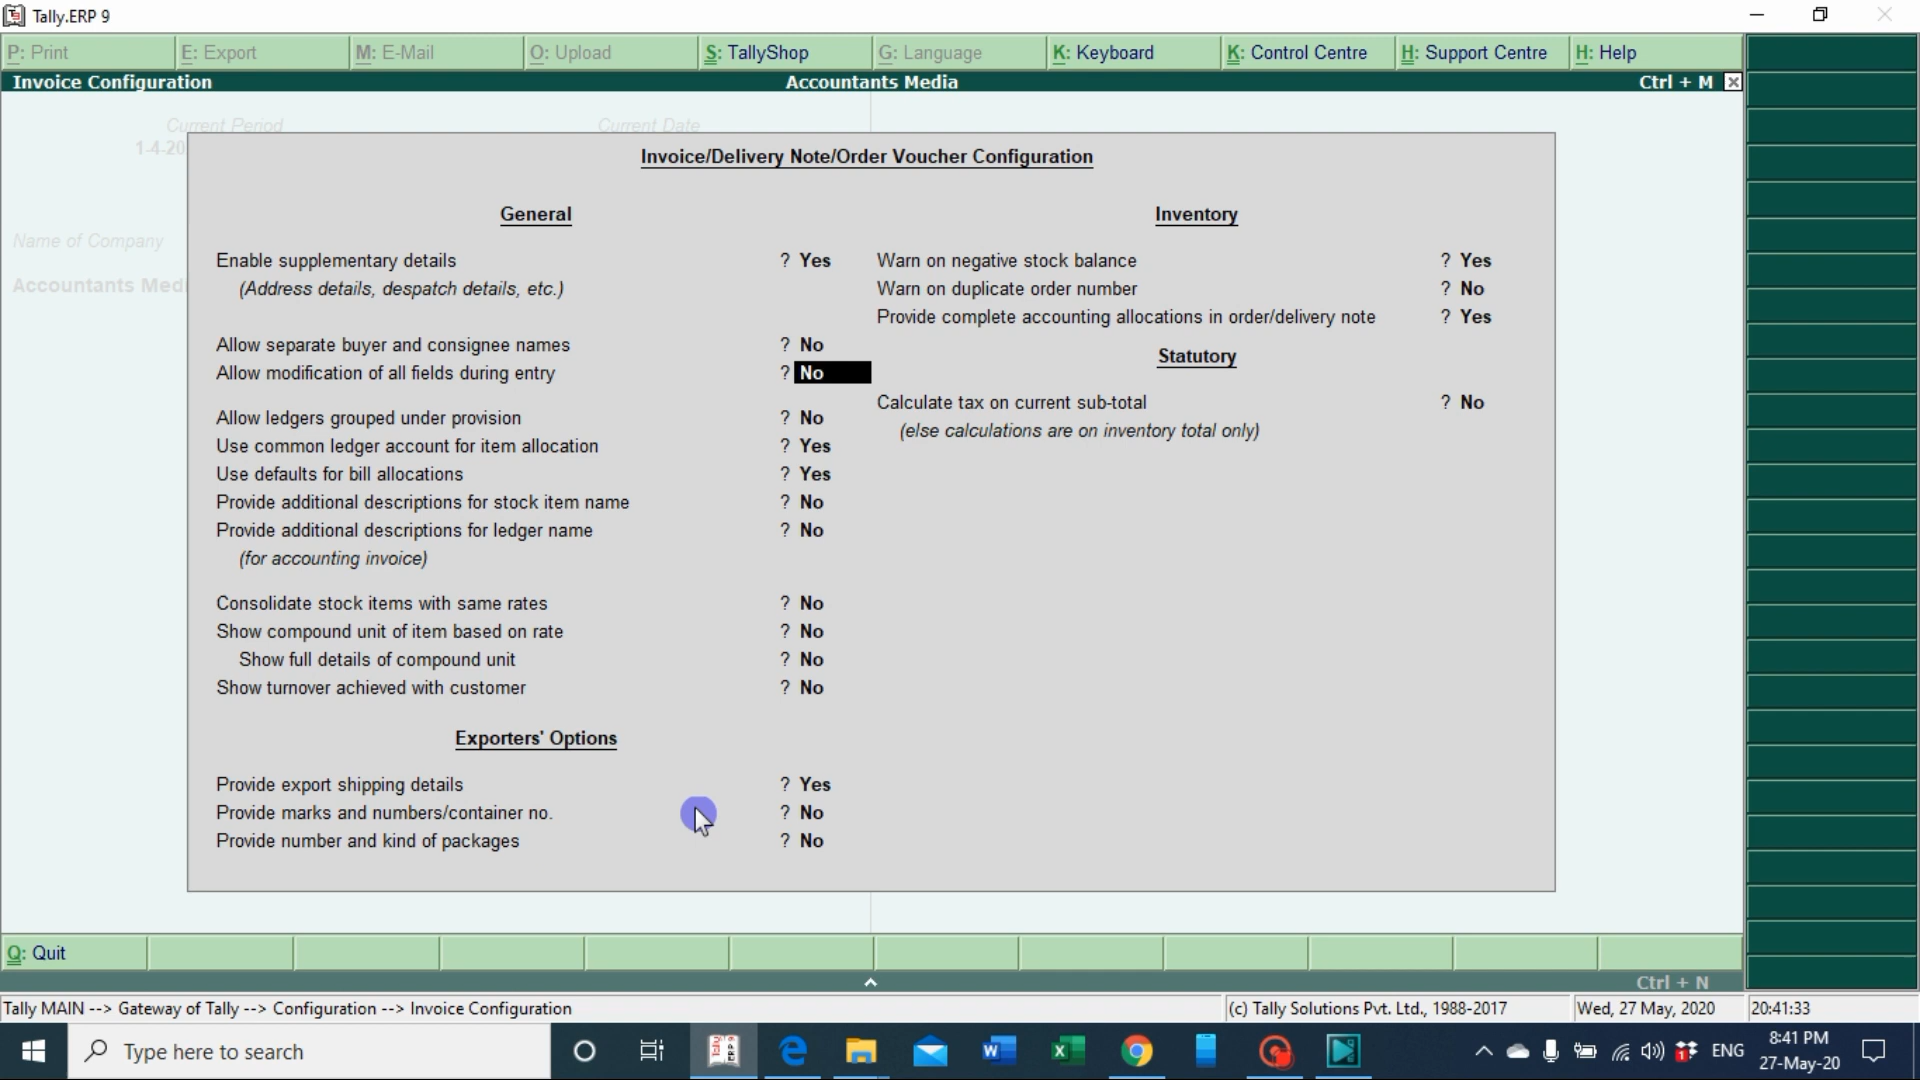 Tally.ERP 9
P: Print E: Export M: E-Mail O: Upload S: TallyShop G: Language K: Keyboard K: Control Centre H: Support Centre H: Help
Invoice Configuration Accountants Media Ctrl + M
Current Period Current Date
1-4-20
Name of Company
Accountants Medi
Invoice/Delivery Note/Order Voucher Configuration
General
Enable supplementary details ? Yes
(Address details, despatch details, etc.)
Allow separate buyer and consignee names ? No
Allow modification of all fields during entry ? No
Allow ledgers grouped under provision ? No
Use common ledger account for item allocation ? Yes
Use defaults for bill allocations ? Yes
Provide additional descriptions for stock item name ? No
Provide additional descriptions for ledger name ? No
(for accounting invoice)
Consolidate stock items with same rates ? No
Show compound unit of item based on rate ? No
Show full details of compound unit ? No
Show turnover achieved with customer ? No
Exporters' Options
Provide export shipping details ? Yes
Provide marks and numbers/container no. ? No
Provide number and kind of packages ? No
Inventory
Warn on negative stock balance ? Yes
Warn on duplicate order number ? No
Provide complete accounting allocations in order/delivery note ? Yes
Statutory
Calculate tax on current sub-total ? No
(else calculations are on inventory total only)
Q: Quit
Ctrl + N
Tally MAIN --> Gateway of Tally --> Configuration --> Invoice Configuration (c) Tally Solutions Pvt. Ltd., 1988-2017 Wed, 27 May, 2020 20:41:33
Type here to search ENG 8:41 PM
27-May-20